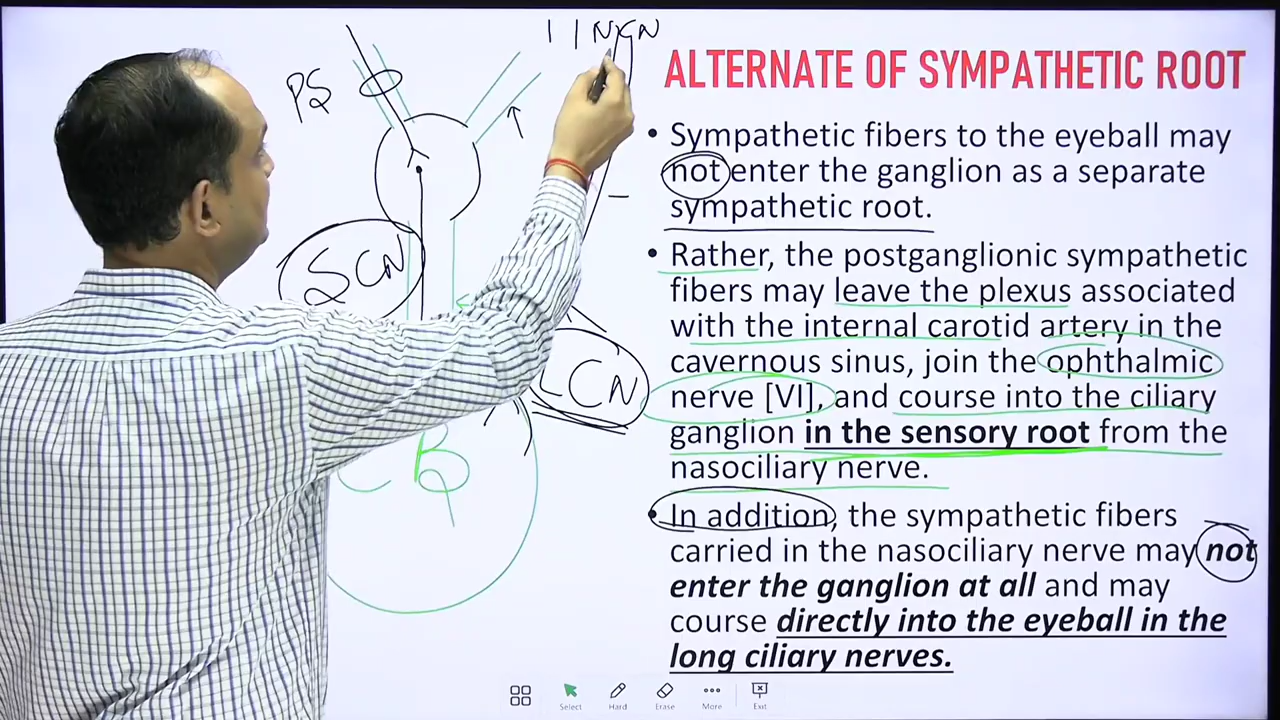 PS
NCN
SCN
LCN
ALTERNATE OF SYMPATHETIC ROOT
• Sympathetic fibers to the eyeball may
not enter the ganglion as a separate
sympathetic root.
• Rather, the postganglionic sympathetic
fibers may leave the plexus associated
with the internal carotid artery in the
cavernous sinus, join the ophthalmic
nerve [VI], and course into the ciliary
ganglion in the sensory root from the
nasociliary nerve.
• In addition, the sympathetic fibers
carried in the nasociliary nerve may not
enter the ganglion at all and may
course directly into the eyeball in the
long ciliary nerves.
Select
Hard
Erase
More
Exit